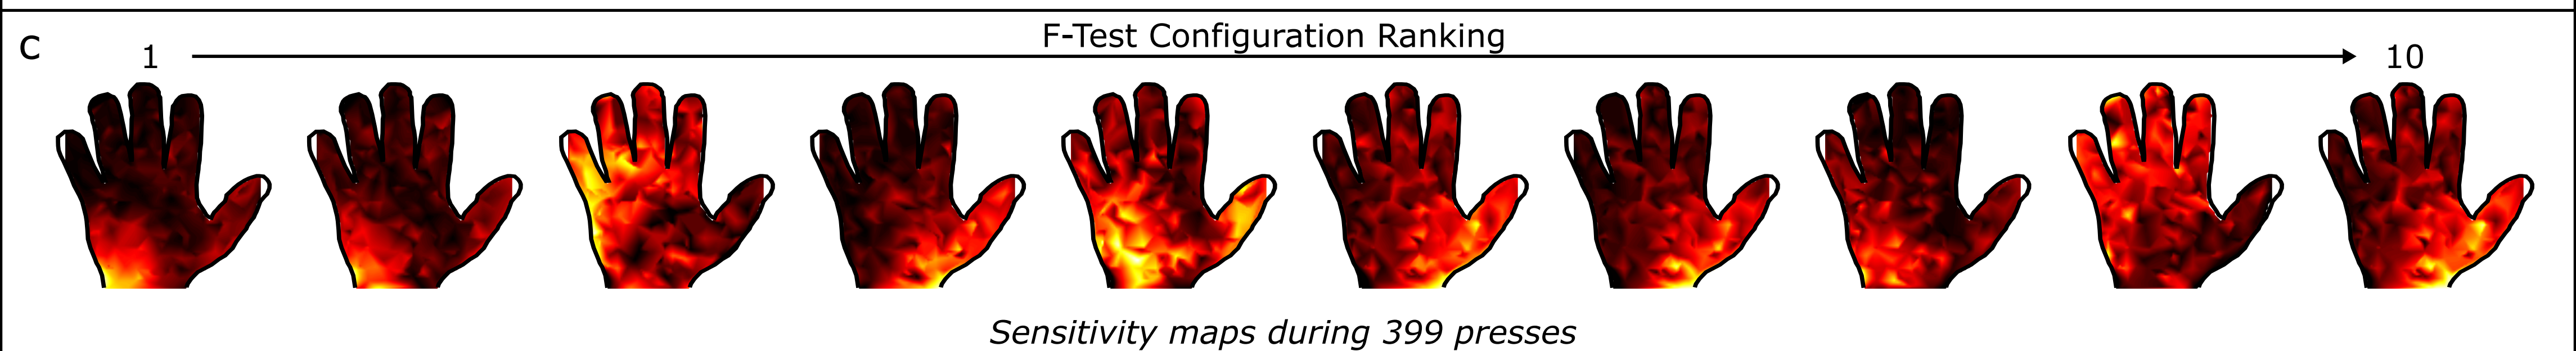 F-Test Configuration Ranking
c
1
10
Sensitivity maps during 399 presses